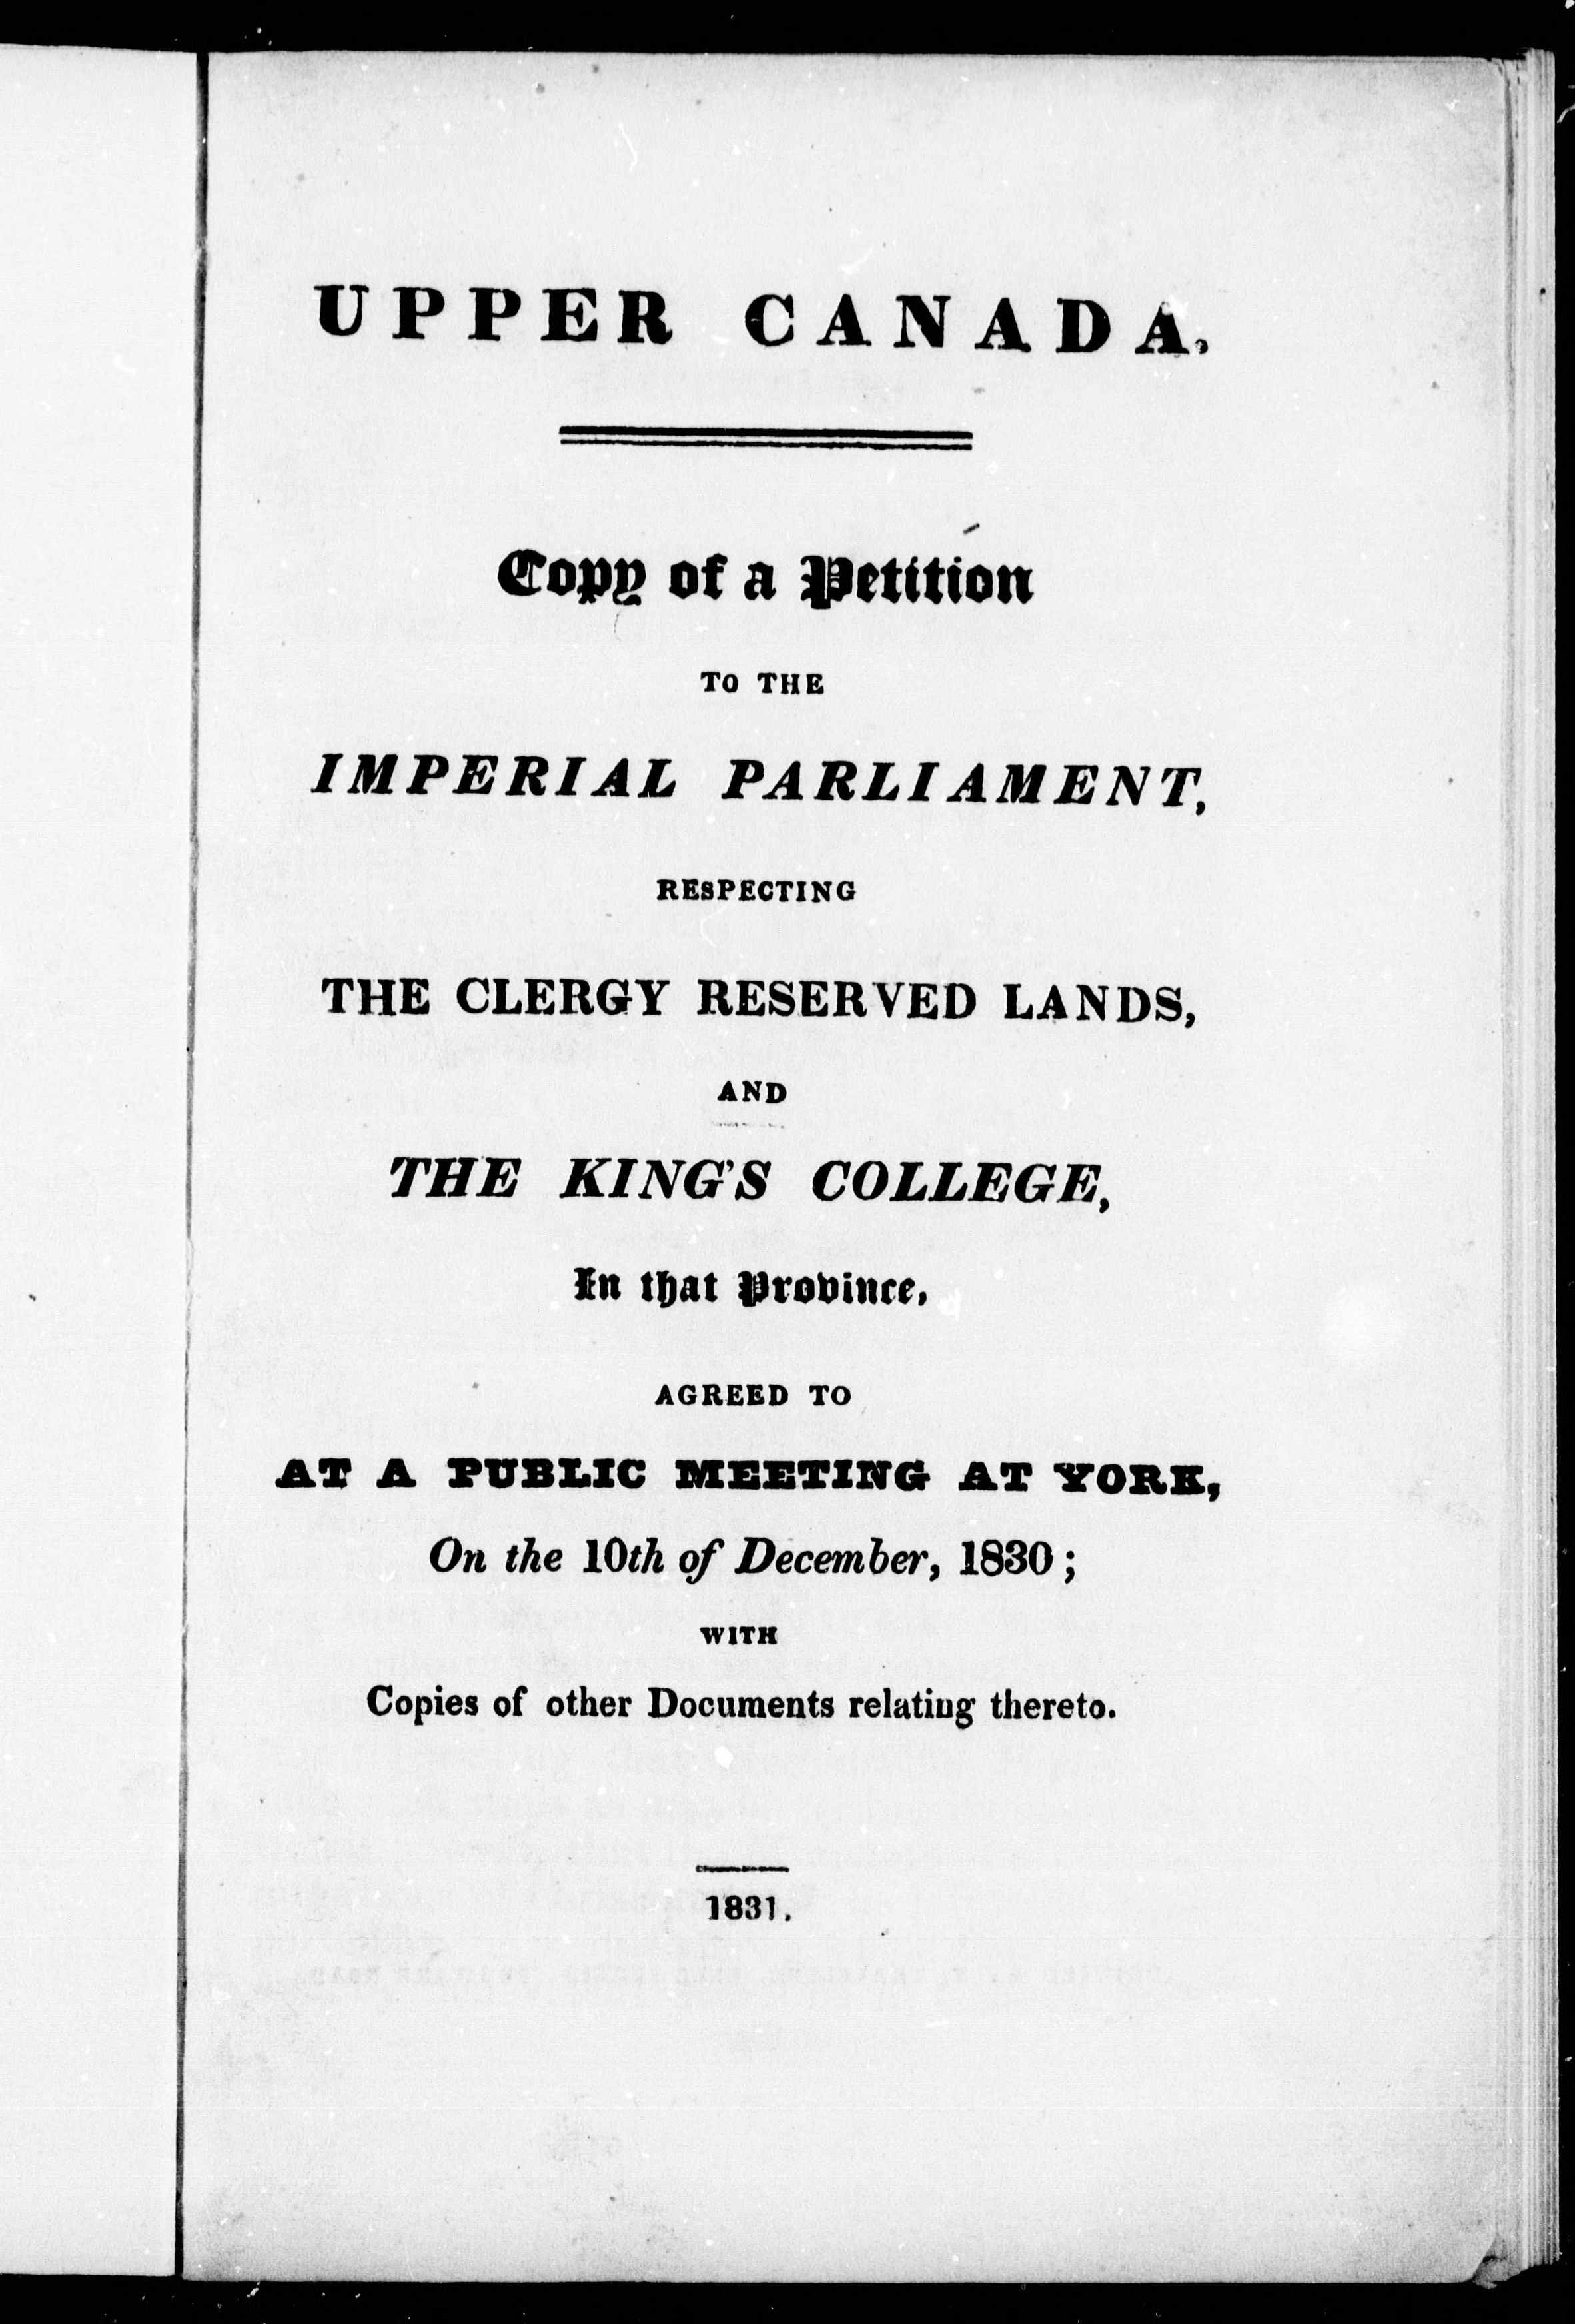 UPPER CANADA,
Copy of a Petition
TO THE
IMPERIAL PARLIAMENT,
RESPECTING
THE CLERGY RESERVED LANDS,
AND
THE KING'S COLLEGE,
In that Province,
AGREED TO
AT A PUBLIC MEETING AT YORK,
On the 10th of December, 1830;
WITH
Copies of other Documents relating thereto.
1831.